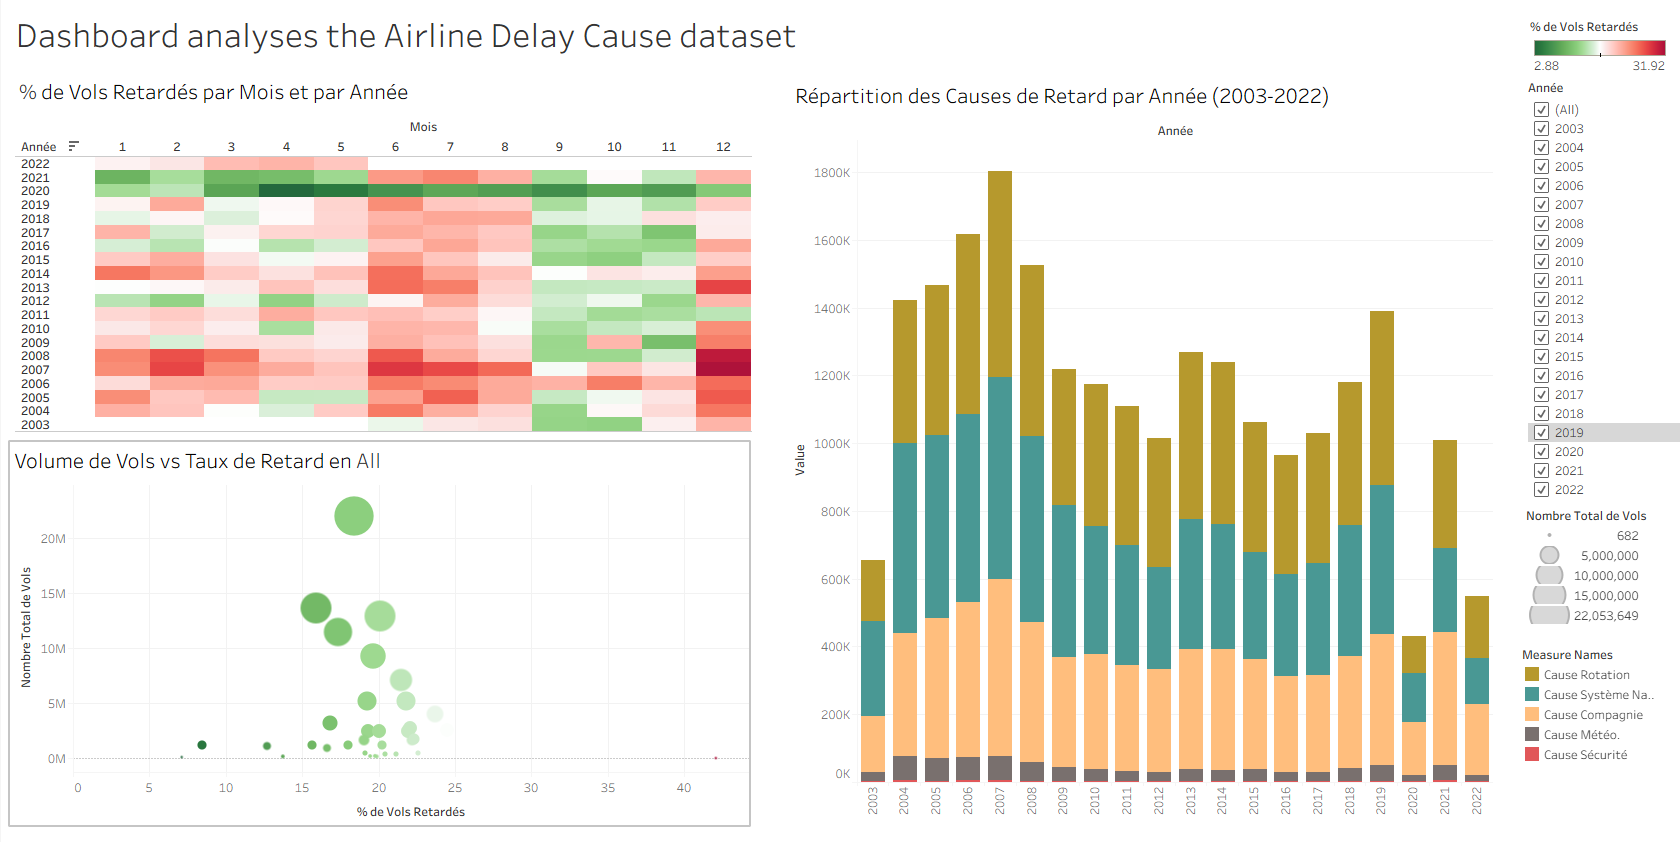 Dashboard analyses the Airline Delay Cause dataset
% de Vols Retardés par Mois et par Année
Mois
Année 1 2 3 4 5 6 7 8 9 10 11 12
2022
2021
2020
2019
2018
2017
2016
2015
2014
2013
2012
2011
2010
2009
2008
2007
2006
2005
2004
2003
Volume de Vols vs Taux de Retard en All
Nombre Total de Vols
20M
15M
10M
5M
0M
0 5 10 15 20 25 30 35 40
% de Vols Retardés
Répartition des Causes de Retard par Année (2003-2022)
Année
Value
1800K
1600K
1400K
1200K
1000K
800K
600K
400K
200K
0K
2003 2004 2005 2006 2007 2008 2009 2010 2011 2012 2013 2014 2015 2016 2017 2018 2019 2020 2021 2022
% de Vols Retardés
2.88 31.92
Année
(All)
2003
2004
2005
2006
2007
2008
2009
2010
2011
2012
2013
2014
2015
2016
2017
2018
2019
2020
2021
2022
Nombre Total de Vols
682
5,000,000
10,000,000
15,000,000
22,053,649
Measure Names
Cause Rotation
Cause Système Na..
Cause Compagnie
Cause Météo.
Cause Sécurité